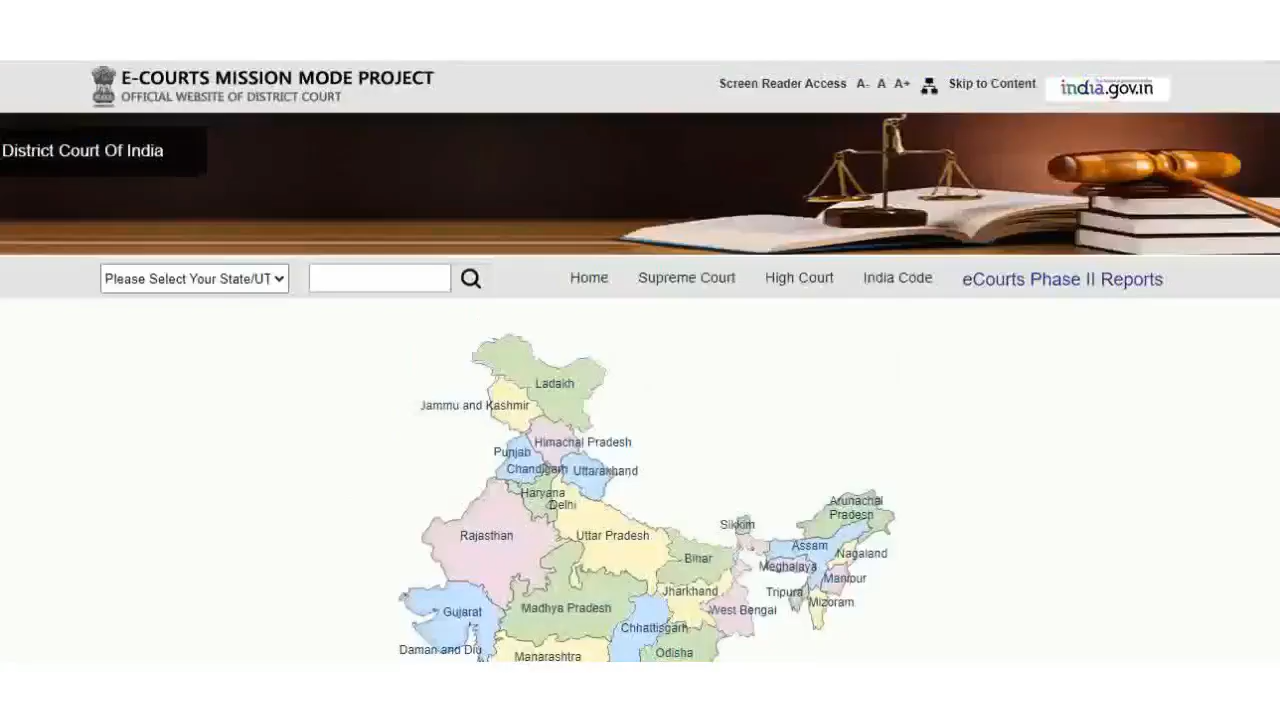 E-COURTS MISSION MODE PROJECT
OFFICIAL WEBSITE OF DISTRICT COURT
Screen Reader Access A- A A+ Skip to Content india.gov.in
District Court Of India
Please Select Your State/UT
Home Supreme Court High Court India Code eCourts Phase II Reports
Ladakh
Jammu and Kashmir
Himachal Pradesh
Punjab
Chandigarh Uttarakhand
Haryana
Delhi
Arunachal
Pradesh
Sikkim
Rajasthan Uttar Pradesh
Assam
Nagaland
Bihar
Meghalaya
Manipur
Jharkhand
Tripura
Mizoram
Gujarat Madhya Pradesh West Bengal
Chhattisgarh
Daman and Diu
Maharashtra
Odisha